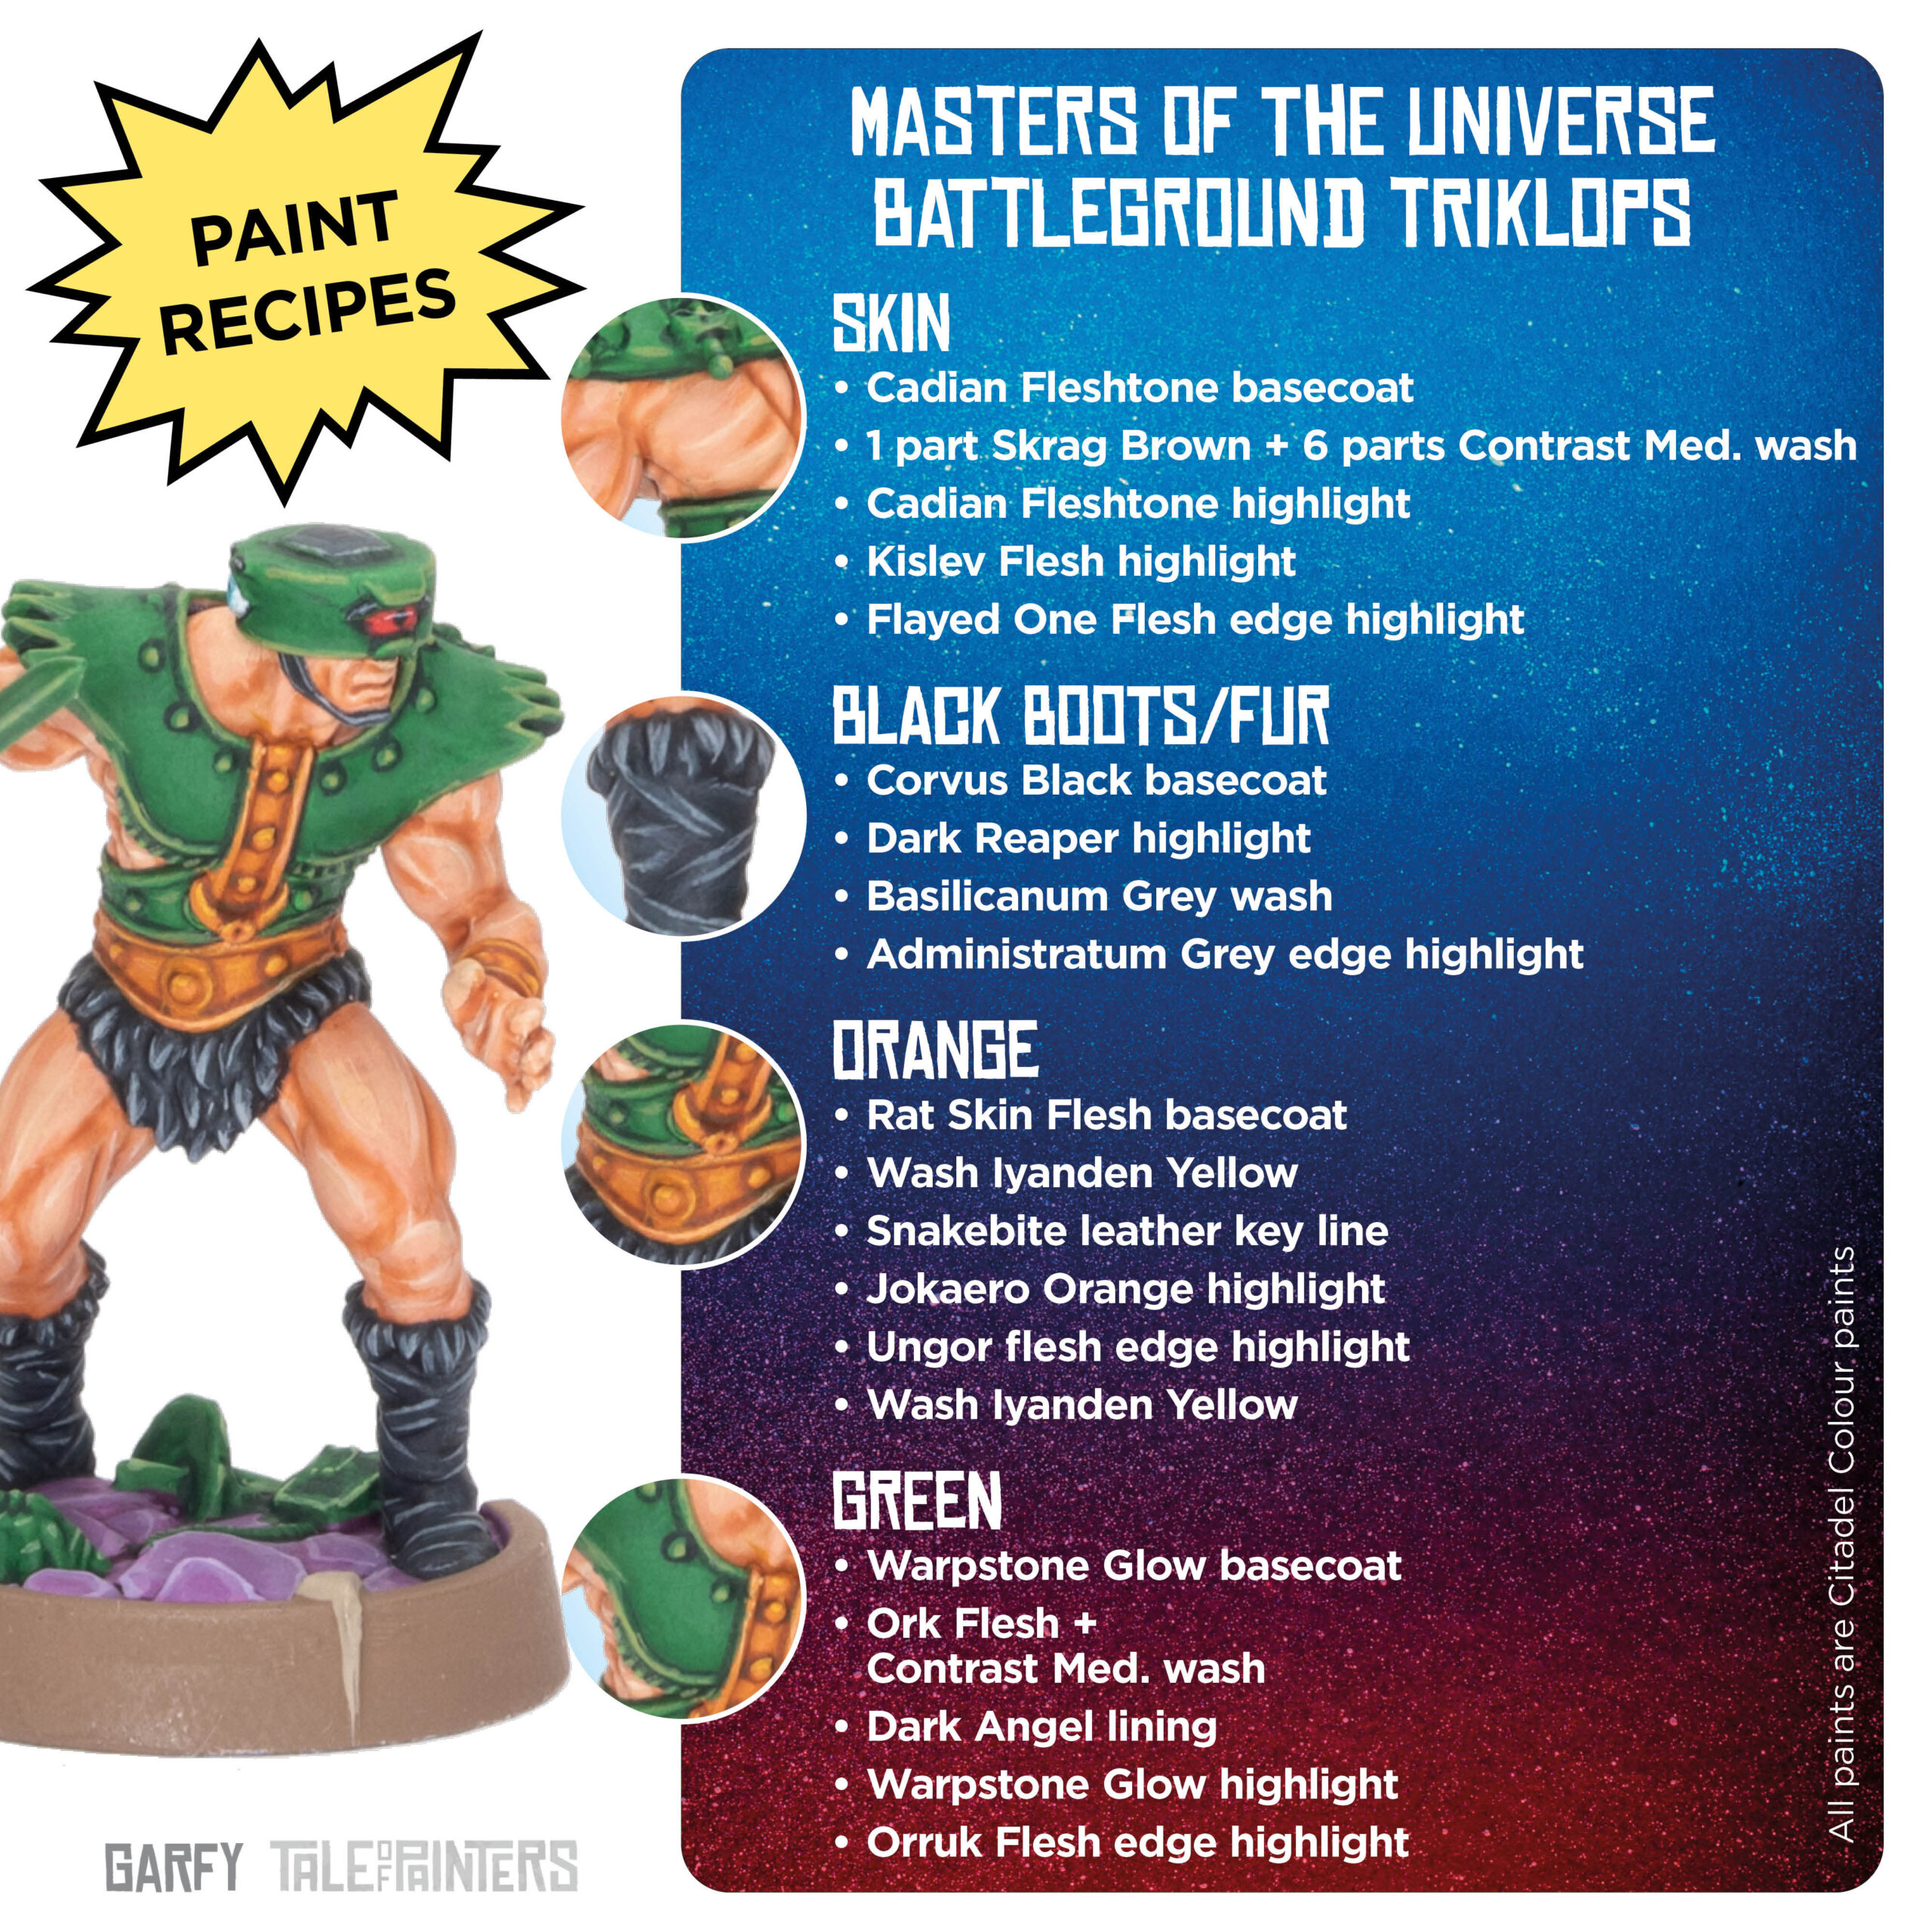 PAINT
RECIPES
MASTERS OF THE UNIVERSE
BATTLEGROUND TRIKLOPS
SKIN
• Cadian Fleshtone basecoat
• 1 part Skrag Brown + 6 parts Contrast Med. wash
• Cadian Fleshtone highlight
• Kislev Flesh highlight
• Flayed One Flesh edge highlight
BLACK BOOTS/FUR
• Corvus Black basecoat
• Dark Reaper highlight
• Basilicanum Grey wash
• Administratum Grey edge highlight
ORANGE
• Rat Skin Flesh basecoat
• Wash Iyanden Yellow
• Snakebite leather key line
• Jokaero Orange highlight
• Ungor flesh edge highlight
• Wash Iyanden Yellow
GREEN
• Warpstone Glow basecoat
• Ork Flesh +
Contrast Med. wash
• Dark Angel lining
• Warpstone Glow highlight
• Orruk Flesh edge highlight
All paints are Citadel Colour paints
GARFY TALE OF PAINTERS